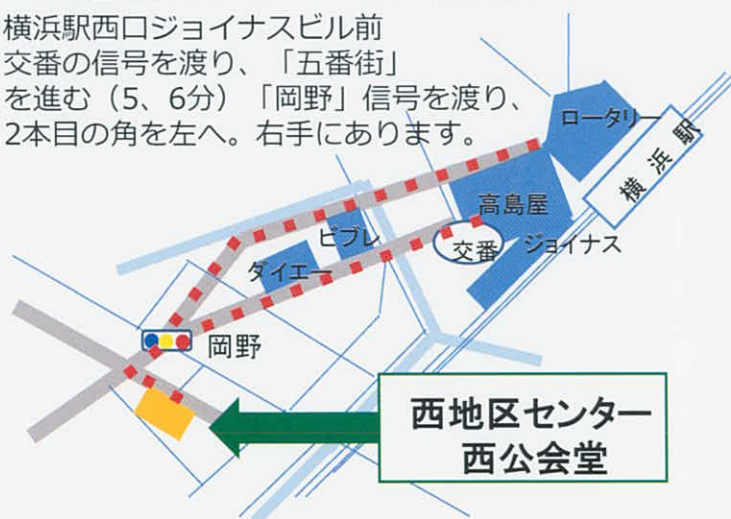 横浜駅西口ジョイナスビル前
交番の信号を渡り、「五番街」
を進む（5、6分）「岡野」信号を渡り、
2本目の角を左へ。右手にあります。
ロータリー
横浜駅
高島屋
ビブレ
交番
ジョイナス
ダイエー
岡野
西地区センター
西公会堂